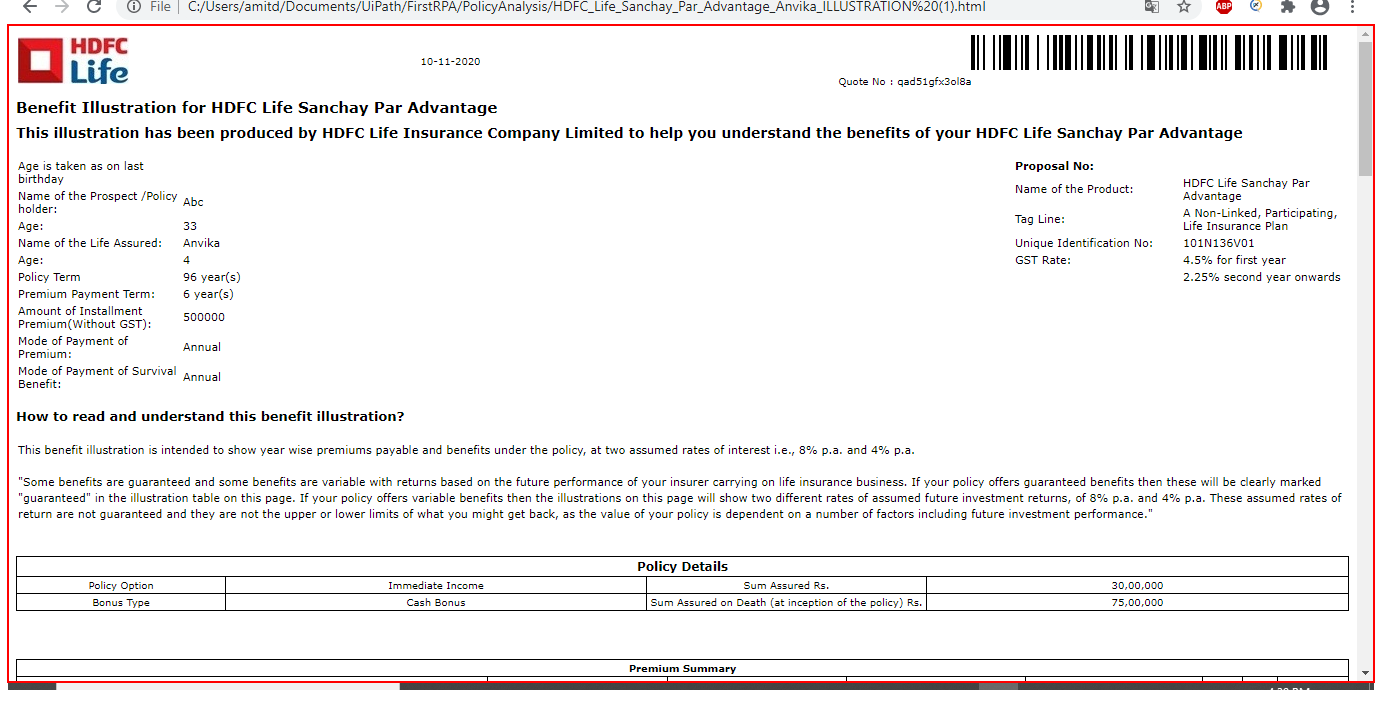 File | C:/Users/amitd/Documents/UiPath/FirstRPA/PolicyAnalysis/HDFC_Life_Sanchay_Par_Advantage_Anvika_ILLUSTRATION%20(1).html
ABP
HDFC
Life
10-11-2020
Quote No : qad51gfx3ol8a
Benefit Illustration for HDFC Life Sanchay Par Advantage
This illustration has been produced by HDFC Life Insurance Company Limited to help you understand the benefits of your HDFC Life Sanchay Par Advantage
Age is taken as on last
birthday
Name of the Prospect /Policy
holder: Abc
Age: 33
Name of the Life Assured: Anvika
Age: 4
Policy Term 96 year(s)
Premium Payment Term: 6 year(s)
Amount of Installment
Premium(Without GST): 500000
Mode of Payment of
Premium: Annual
Mode of Payment of Survival
Benefit: Annual
Proposal No:
Name of the Product: HDFC Life Sanchay Par
Advantage
Tag Line: A Non-Linked, Participating,
Life Insurance Plan
Unique Identification No: 101N136V01
GST Rate: 4.5% for first year
2.25% second year onwards
How to read and understand this benefit illustration?
This benefit illustration is intended to show year wise premiums payable and benefits under the policy, at two assumed rates of interest i.e., 8% p.a. and 4% p.a.
"Some benefits are guaranteed and some benefits are variable with returns based on the future performance of your insurer carrying on life insurance business. If your policy offers guaranteed benefits then these will be clearly marked
"guaranteed" in the illustration table on this page. If your policy offers variable benefits then the illustrations on this page will show two different rates of assumed future investment returns, of 8% p.a. and 4% p.a. These assumed rates of
return are not guaranteed and they are not the upper or lower limits of what you might get back, as the value of your policy is dependent on a number of factors including future investment performance."
Policy Details
Policy Option Immediate Income Sum Assured Rs. 30,00,000
Bonus Type Cash Bonus Sum Assured on Death (at inception of the policy) Rs. 75,00,000
Premium Summary